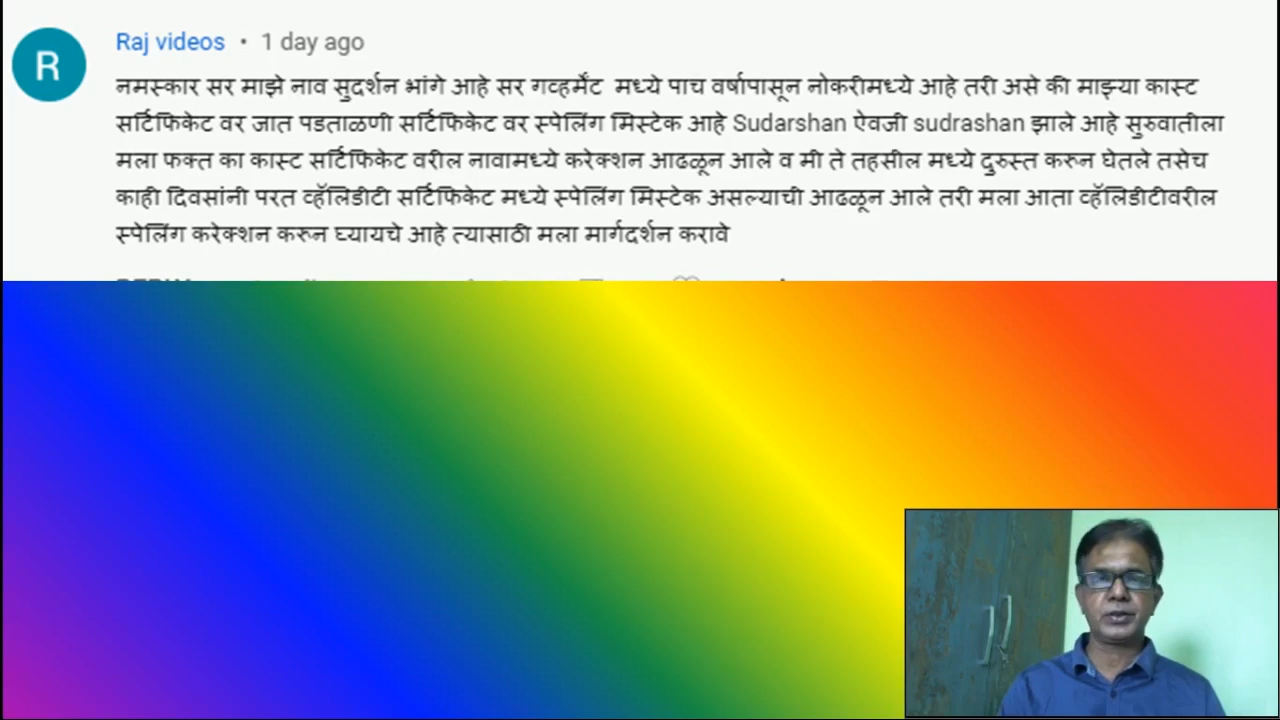 R
Raj videos • 1 day ago
नमस्कार सर माझे नाव सुदर्शन भांगे आहे सर गव्हर्मेंट मध्ये पाच वर्षापासून नोकरीमध्ये आहे तरी असे की माझ्या कास्ट
सर्टिफिकेट वर जात पडताळणी सर्टिफिकेट वर स्पेलिंग मिस्टेक आहे Sudarshan ऐवजी sudrashan झाले आहे सुरुवातीला
मला फक्त का कास्ट सर्टिफिकेट वरील नावामध्ये करेक्शन आढळून आले व मी ते तहसील मध्ये दुरुस्त करून घेतले तसेच
काही दिवसांनी परत व्हॅलिडीटी सर्टिफिकेट मध्ये स्पेलिंग मिस्टेक असल्याची आढळून आले तरी मला आता व्हॅलिडीटीवरील
स्पेलिंग करेक्शन करून घ्यायचे आहे त्यासाठी मला मार्गदर्शन करावे